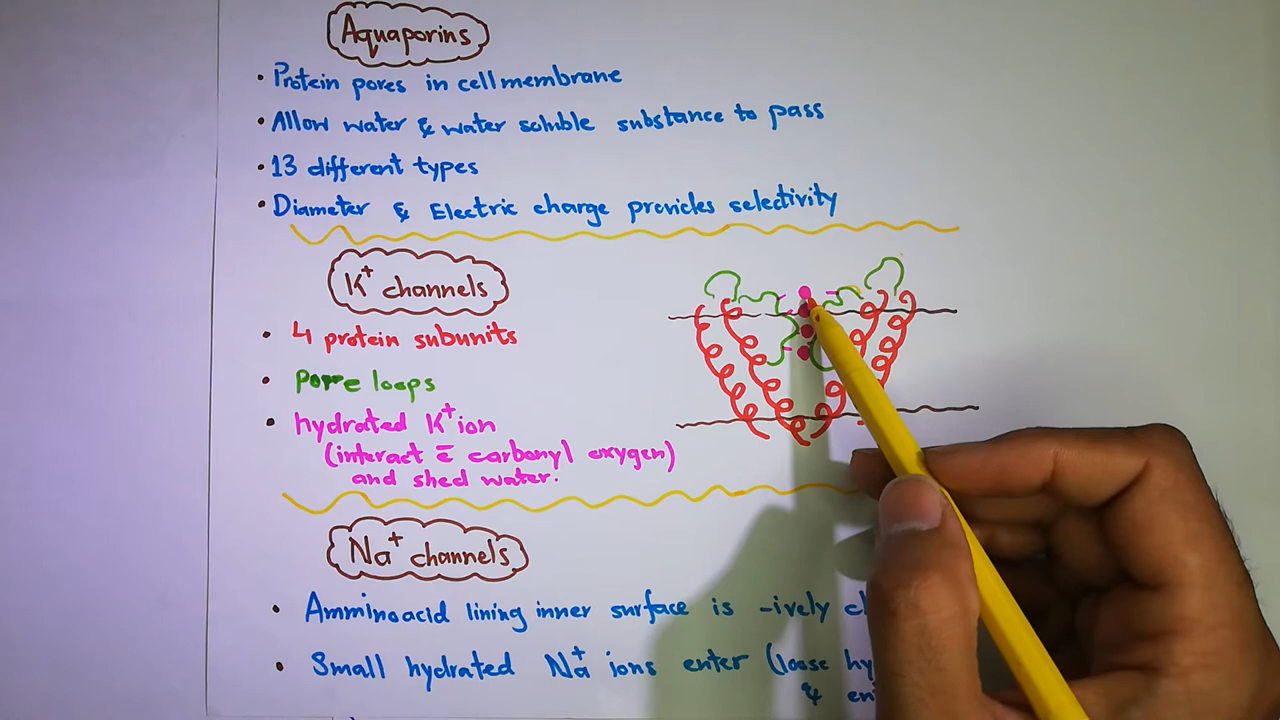 Aquaporins
• Protein pores in cell membrane
• Allow water & water soluble substance to pass
• 13 different types
• Diameter & Electric charge provides selectivity
K+ channels
• 4 protein subunits
• pore loops
• hydrated K+ ion
(interact c̄ carbonyl oxygen)
and shed water.
Na+ channels
• Amminoacid lining inner surface is -ively
• Small hydrated Na+ ions enter (loose
&